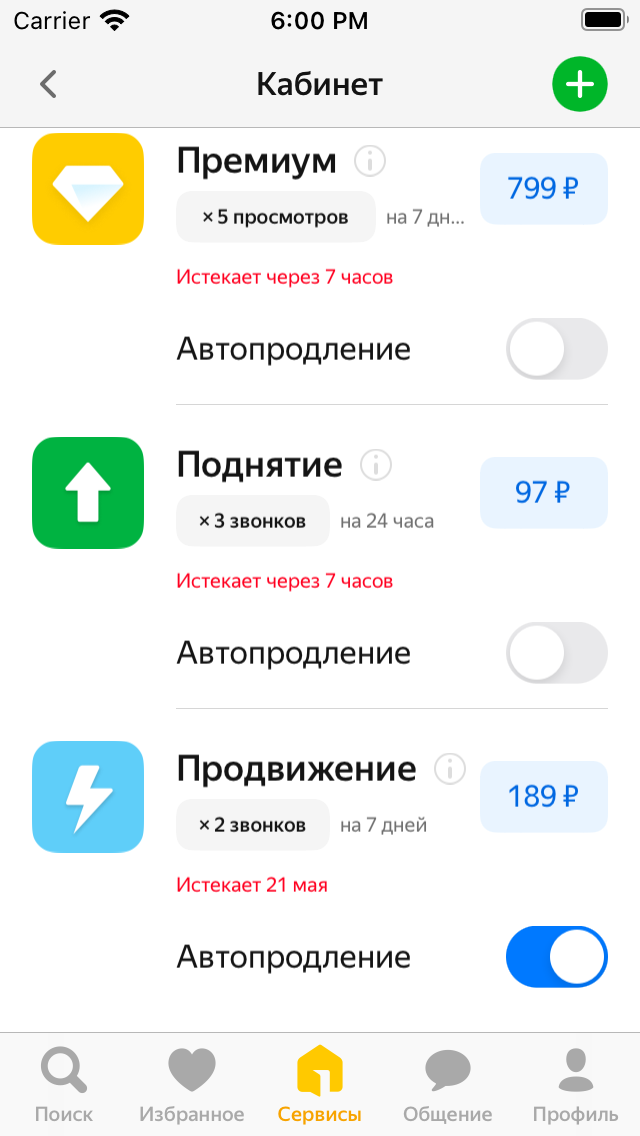 Carrier 6:00 PM
Кабинет
Премиум
799 ₽
×5 просмотров на 7 дн...
Истекает через 7 часов
Автопродление
Поднятие
97 ₽
×3 звонков на 24 часа
Истекает через 7 часов
Автопродление
Продвижение
189 ₽
×2 звонков на 7 дней
Истекает 21 мая
Автопродление
Поиск Избранное Сервисы Общение Профиль